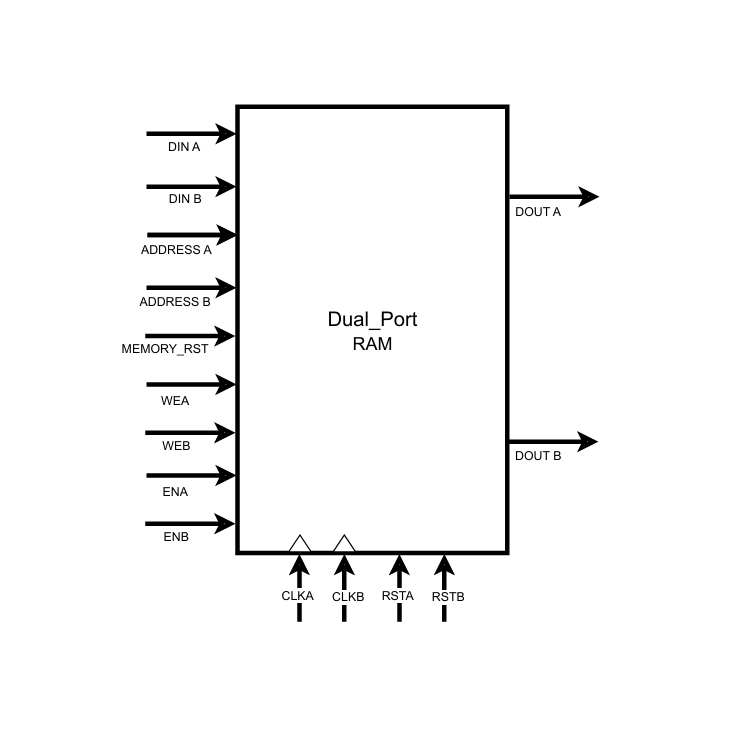 DIN A
DIN B
ADDRESS A
ADDRESS B
MEMORY_RST
WEA
WEB
ENA
ENB
Dual_Port
RAM
DOUT A
DOUT B
CLKA
CLKB
RSTA
RSTB